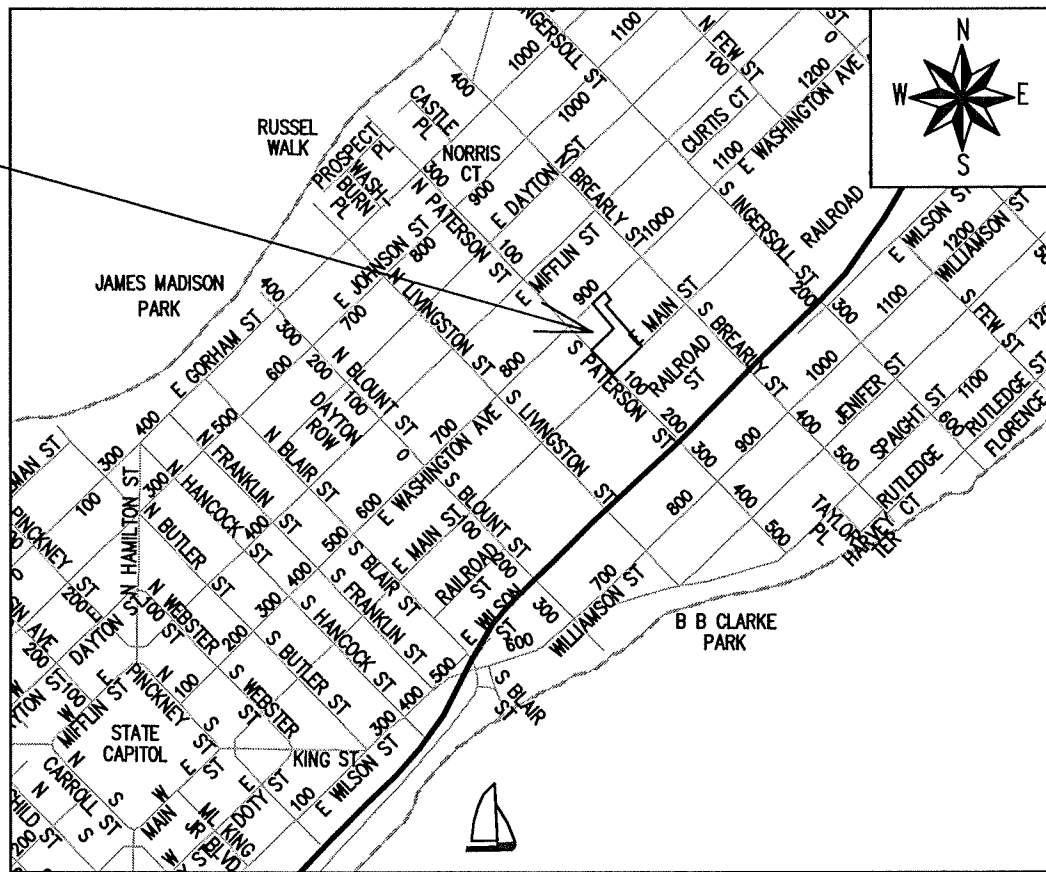 N
W
E
S
INGERSOLL ST
1100
N FEW ST
100
ST
0
1000
1200
E WASHINGTON AVE
400
CASTLE
PL
1000
CURTIS CT
1100
RUSSEL
WALK
PROSPECT
PL
WASH-
BURN
PL
300
NORRIS
CT
900
E DAYTON ST
N BREARLY ST
1000
S INGERSOLL ST
RAILROAD
E WILSON ST
1200
WILLIAMSON ST
N PATERSON ST
100
E MIFFLIN ST
E JOHNSON ST
800
N LIVINGSTON ST
JAMES MADISON
PARK
400
700
900
E MAIN ST
200
300
1100
S FEW ST
1200
E GORHAM ST
300
200
600
N BLOUNT ST
100
DAYTON
ROW
0
800
S PATERSON ST
100
RAILROAD
ST
S BREARLY ST
1000
JENIFER ST
SPAIGHT ST
1100
600
RUTLEDGE ST
FLORENCE
200
300
900
400
500
RUTLEDGE
HARVEY CT
TAYLOR
PL
TER
400
500
800
S LIVINGSTON ST
700
E WASHINGTON AVE
600
500
N
FRANKLIN
ST
N BLAIR ST
400
300
MAN ST
100
N HAMILTON ST
300
N
HANCOCK ST
400
N BUTLER ST
S BLOUNT ST
E MAIN ST
100
200
RAILROAD
ST
S BLAIR ST
500
400
S FRANKLIN ST
E WILSON
ST
600
300
700
WILLIAMSON ST
B B CLARKE
PARK
PINCKNEY ST
200
E
DAYTON ST
100
N WEBSTER
ST
200
300
S HANCOCK ST
S BUTLER ST
500
400
300
S BLAIR
ST
200
100
W
MIFFLIN ST
E
N
PINCKNEY ST
100
S WEBSTER
ST
STATE
CAPITOL
KING ST
E WILSON ST
100
DOTY ST
E
N
CARROLL ST
S
W
MAIN
E
ST
S
ML KING
JR BLVD
W
200